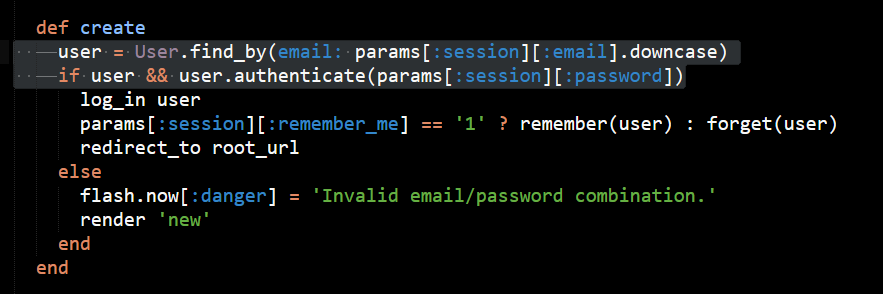 def create
  user = User.find_by(email: params[:session][:email].downcase)
  if user && user.authenticate(params[:session][:password])
    log_in user
    params[:session][:remember_me] == '1' ? remember(user) : forget(user)
    redirect_to root_url
  else
    flash.now[:danger] = 'Invalid email/password combination.'
    render 'new'
  end
end